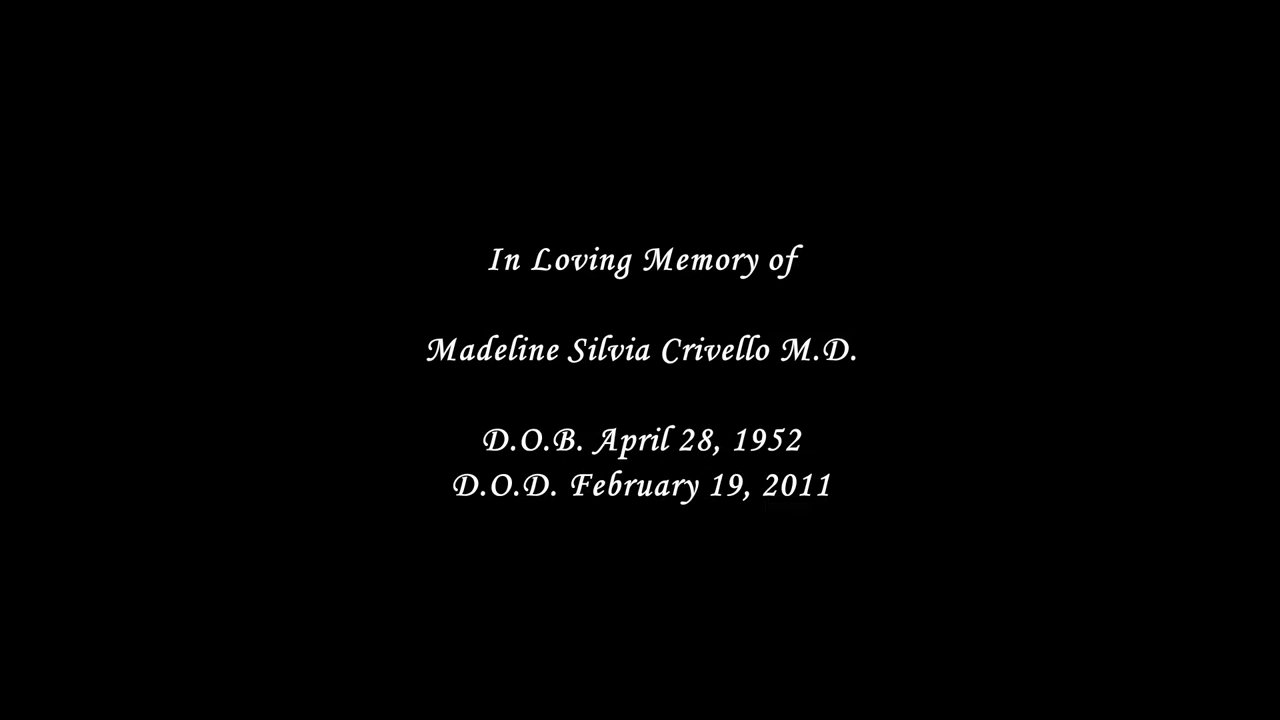 In Loving Memory of
Madeline Silvia Crivello M.D.
D.O.B. April 28, 1952
D.O.D. February 19, 2011